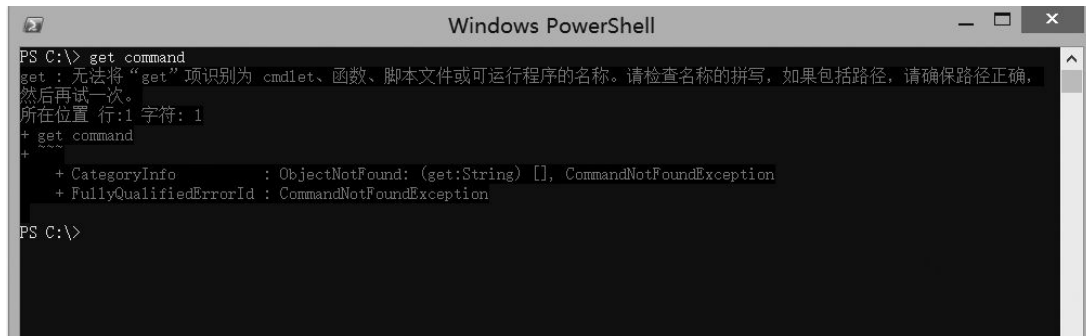 Windows PowerShell
PS C:\> get command
get : 无法将“get”项识别为 cmdlet、函数、脚本文件或可运行程序的名称。请检查名称的拼写，如果包括路径，请确保路径正确，
然后再试一次。
所在位置 行:1 字符: 1
+ get command
+ ~~~
    + CategoryInfo          : ObjectNotFound: (get:String) [], CommandNotFoundException
    + FullyQualifiedErrorId : CommandNotFoundException
PS C:\>